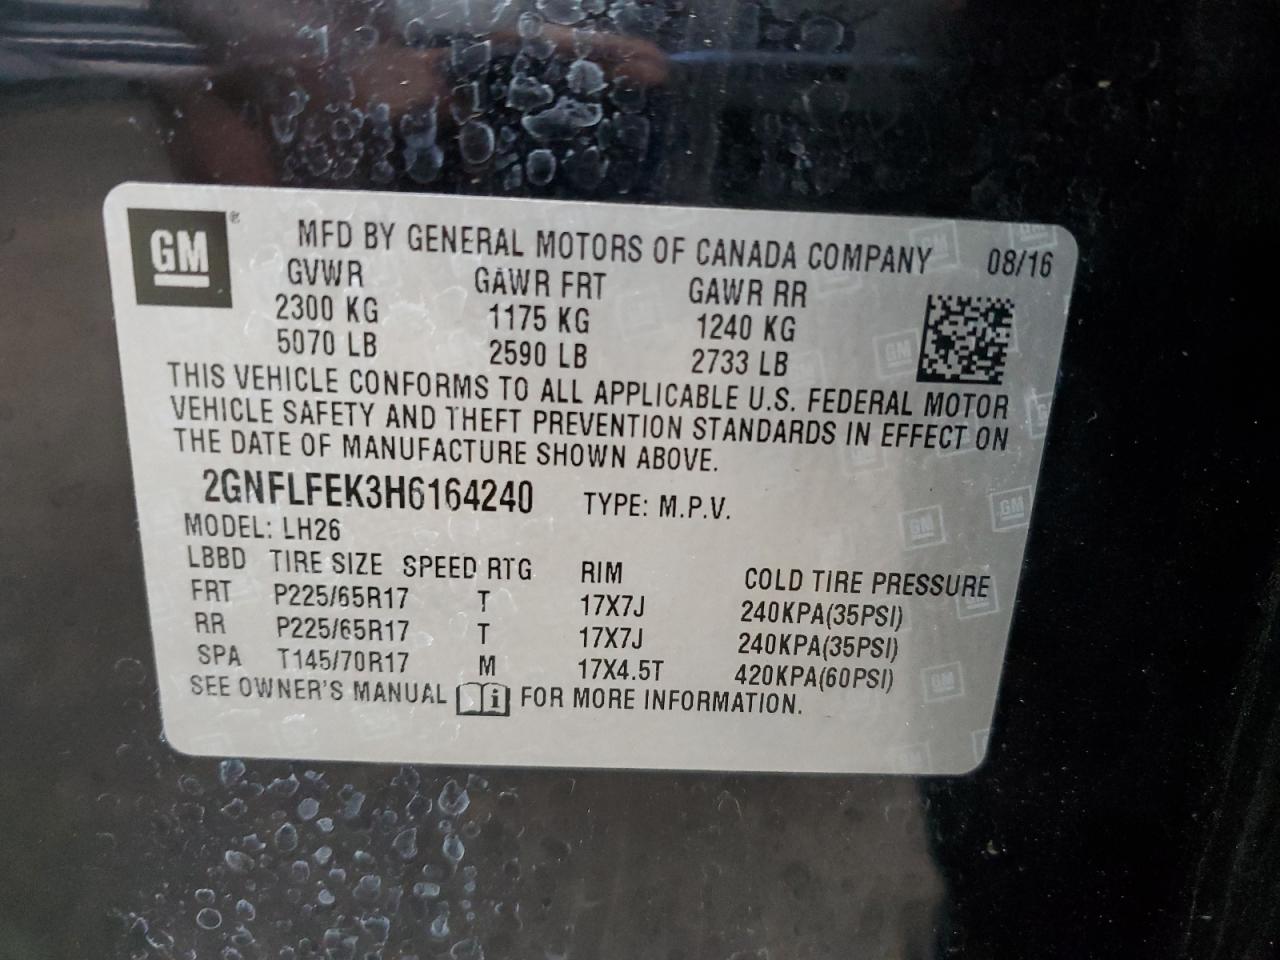 GM ®
MFD BY GENERAL MOTORS OF CANADA COMPANY 08/16
GVWR GAWR FRT GAWR RR
2300 KG 1175 KG 1240 KG
5070 LB 2590 LB 2733 LB
THIS VEHICLE CONFORMS TO ALL APPLICABLE U.S. FEDERAL MOTOR
VEHICLE SAFETY AND THEFT PREVENTION STANDARDS IN EFFECT ON
THE DATE OF MANUFACTURE SHOWN ABOVE.
2GNFLFEK3H6164240 TYPE: M.P.V.
MODEL: LH26
LBBD TIRE SIZE SPEED RTG RIM COLD TIRE PRESSURE
FRT P225/65R17 T 17X7J 240KPA(35PSI)
RR P225/65R17 T 17X7J 240KPA(35PSI)
SPA T145/70R17 M 17X4.5T 420KPA(60PSI)
SEE OWNER'S MANUAL i FOR MORE INFORMATION.